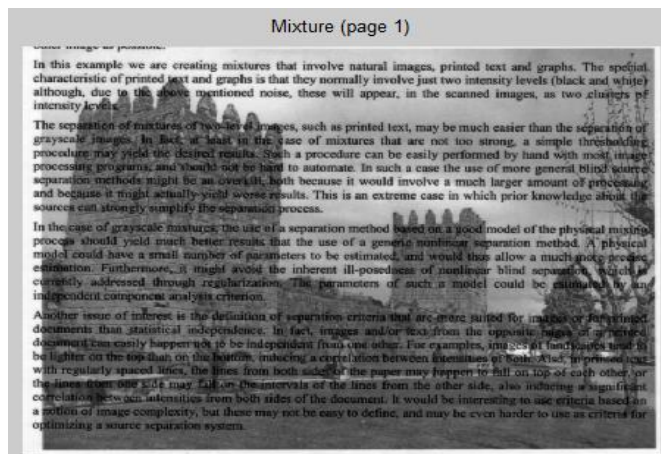 Mixture (page 1)
other image as possible.
In this example we are creating mixtures that involve natural images, printed text and graphs. The special
characteristic of printed text and graphs is that they normally involve just two intensity levels (black and white)
although, due to the above mentioned noise, these will appear, in the scanned images, as two clusters of
intensity levels.
The separation of mixtures of two-level images, such as printed text, may be much easier than the separation of
grayscale images. In fact, at least in the case of mixtures that are not too strong, a simple thresholding
procedure may yield the desired results. Such a procedure can be easily performed by hand with most image
processing programs, and should not be hard to automate. In such a case the use of more general blind source
separation methods might be an overkill, both because it would involve a much larger amount of processing
and because it might actually yield worse results. This is an extreme case in which prior knowledge about the
sources can strongly simplify the separation process.
In the case of grayscale mixtures, the use of a separation method based on a good model of the physical mixing
process should yield much better results that the use of a generic nonlinear separation method. A physical
model could have a small number of parameters to be estimated, and would thus allow a much more precise
estimation. Furthermore, it might avoid the inherent ill-posedness of nonlinear blind separation, which is
currently addressed through regularization. The parameters of such a model could be estimated by an
independent component analysis criterion.
Another issue of interest is the definition of separation criteria that are more suited for images or for printed
documents than statistical independence. In fact, images and/or text from the opposite pages of a printed
document can easily happen not to be independent from one other. For examples, images of landscapes tend to
be lighter on the top than on the bottom, inducing a correlation between intensities of both. Also, in printed text
with regularly spaced lines, the lines from both sides of the paper may happen to fall on top of each other, or
the lines from one side may fall on the intervals of the lines from the other side, also inducing a significant
correlation between intensities from both sides of the document. It would be interesting to use criteria based on
a notion of image complexity, but these may not be easy to define, and may be even harder to use as criteria for
optimizing a source separation system.